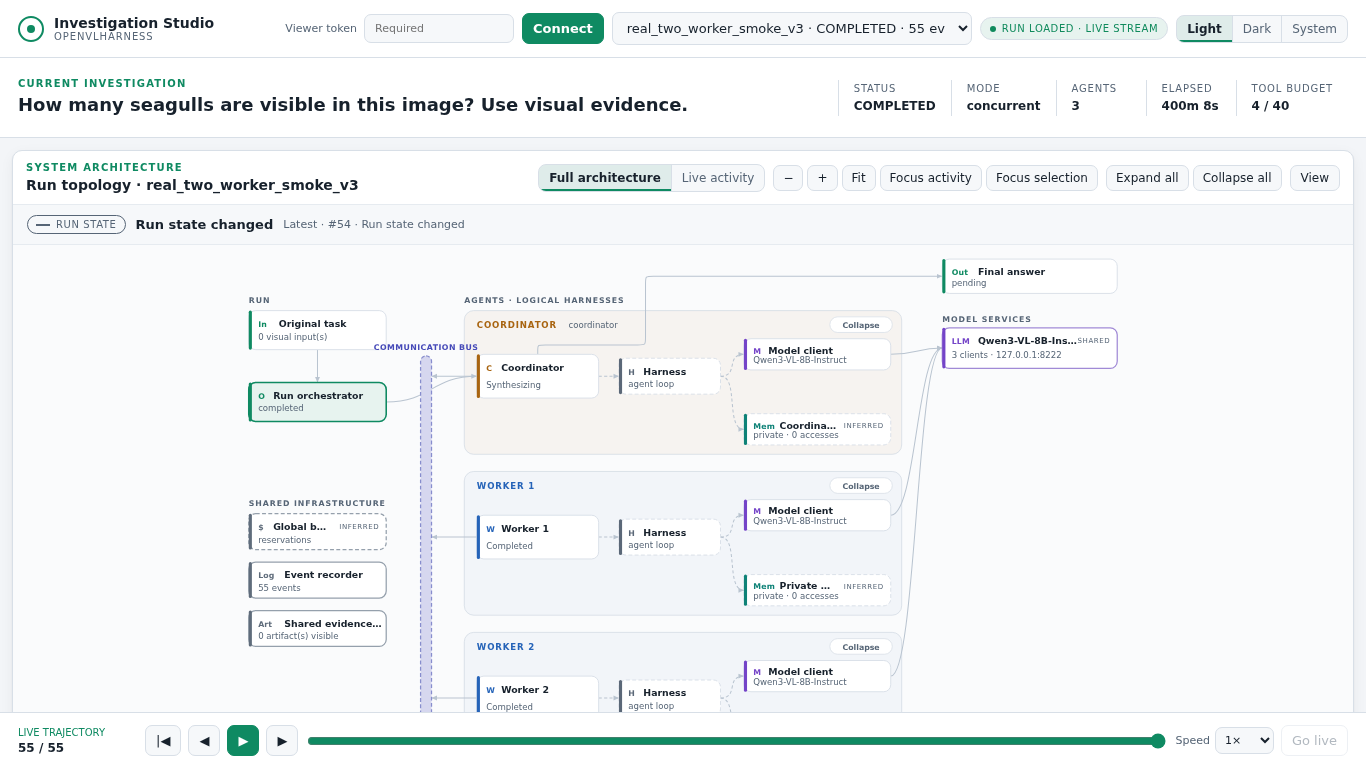 Investigation Studio
OPENVLHARNESS
Viewer token
Required
Connect
real_two_worker_smoke_v3 · COMPLETED · 55 ev
RUN LOADED · LIVE STREAM
Light
Dark
System
CURRENT INVESTIGATION
How many seagulls are visible in this image? Use visual evidence.
STATUS
COMPLETED
MODE
concurrent
AGENTS
3
ELAPSED
400m 8s
TOOL BUDGET
4 / 40
SYSTEM ARCHITECTURE
Run topology · real_two_worker_smoke_v3
Full architecture
Live activity
−
+
Fit
Focus activity
Focus selection
Expand all
Collapse all
View
RUN STATE
Run state changed
Latest · #54 · Run state changed
RUN
In Original task
0 visual input(s)
O Run orchestrator
completed
SHARED INFRASTRUCTURE
$ Global b… INFERRED
reservations
Log Event recorder
55 events
Art Shared evidence…
0 artifact(s) visible
COMMUNICATION BUS
AGENTS · LOGICAL HARNESSES
COORDINATOR coordinator
Collapse
C Coordinator
Synthesizing
H Harness
agent loop
M Model client
Qwen3-VL-8B-Instruct
Mem Coordina… INFERRED
private · 0 accesses
WORKER 1
Collapse
W Worker 1
Completed
H Harness
agent loop
M Model client
Qwen3-VL-8B-Instruct
Mem Private … INFERRED
private · 0 accesses
WORKER 2
Collapse
W Worker 2
Completed
H Harness
agent loop
M Model client
Qwen3-VL-8B-Instruct
Out Final answer
pending
MODEL SERVICES
LLM Qwen3-VL-8B-Ins… SHARED
3 clients · 127.0.0.1:8222
LIVE TRAJECTORY
55 / 55
Speed
1×
Go live